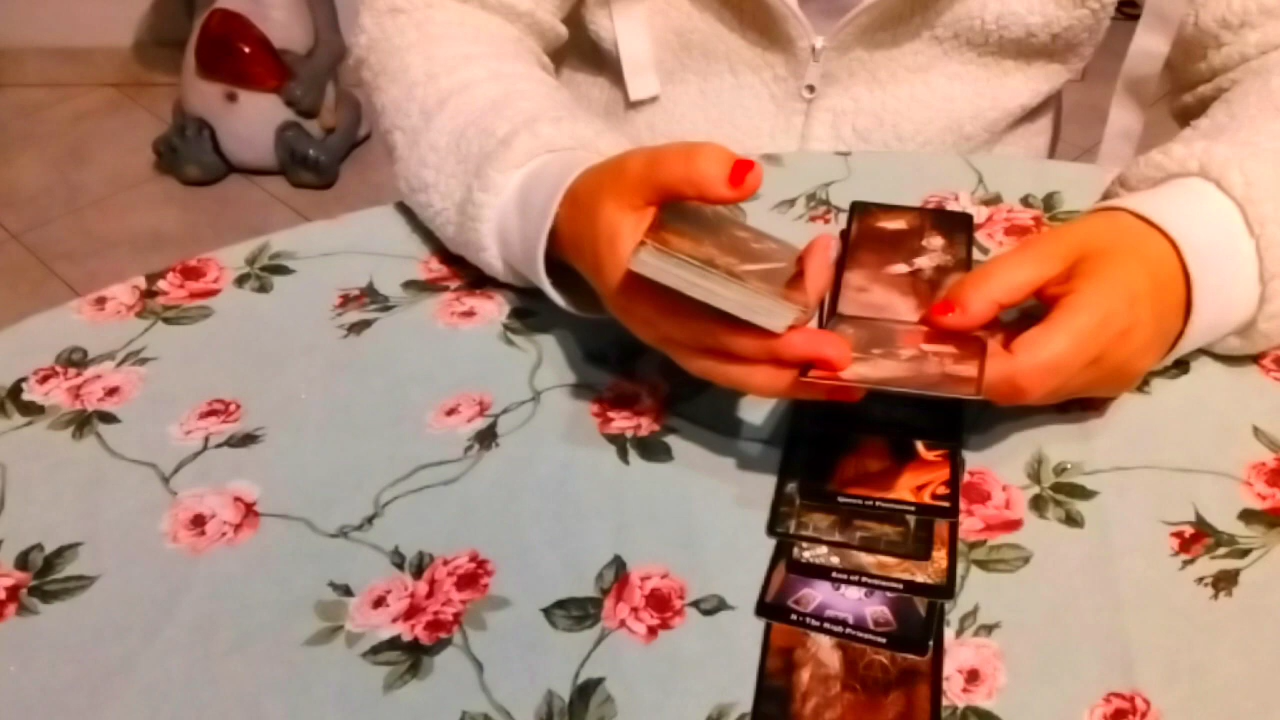 Queen of Pentacles
Ace of Pentacles
II • The High Priestess